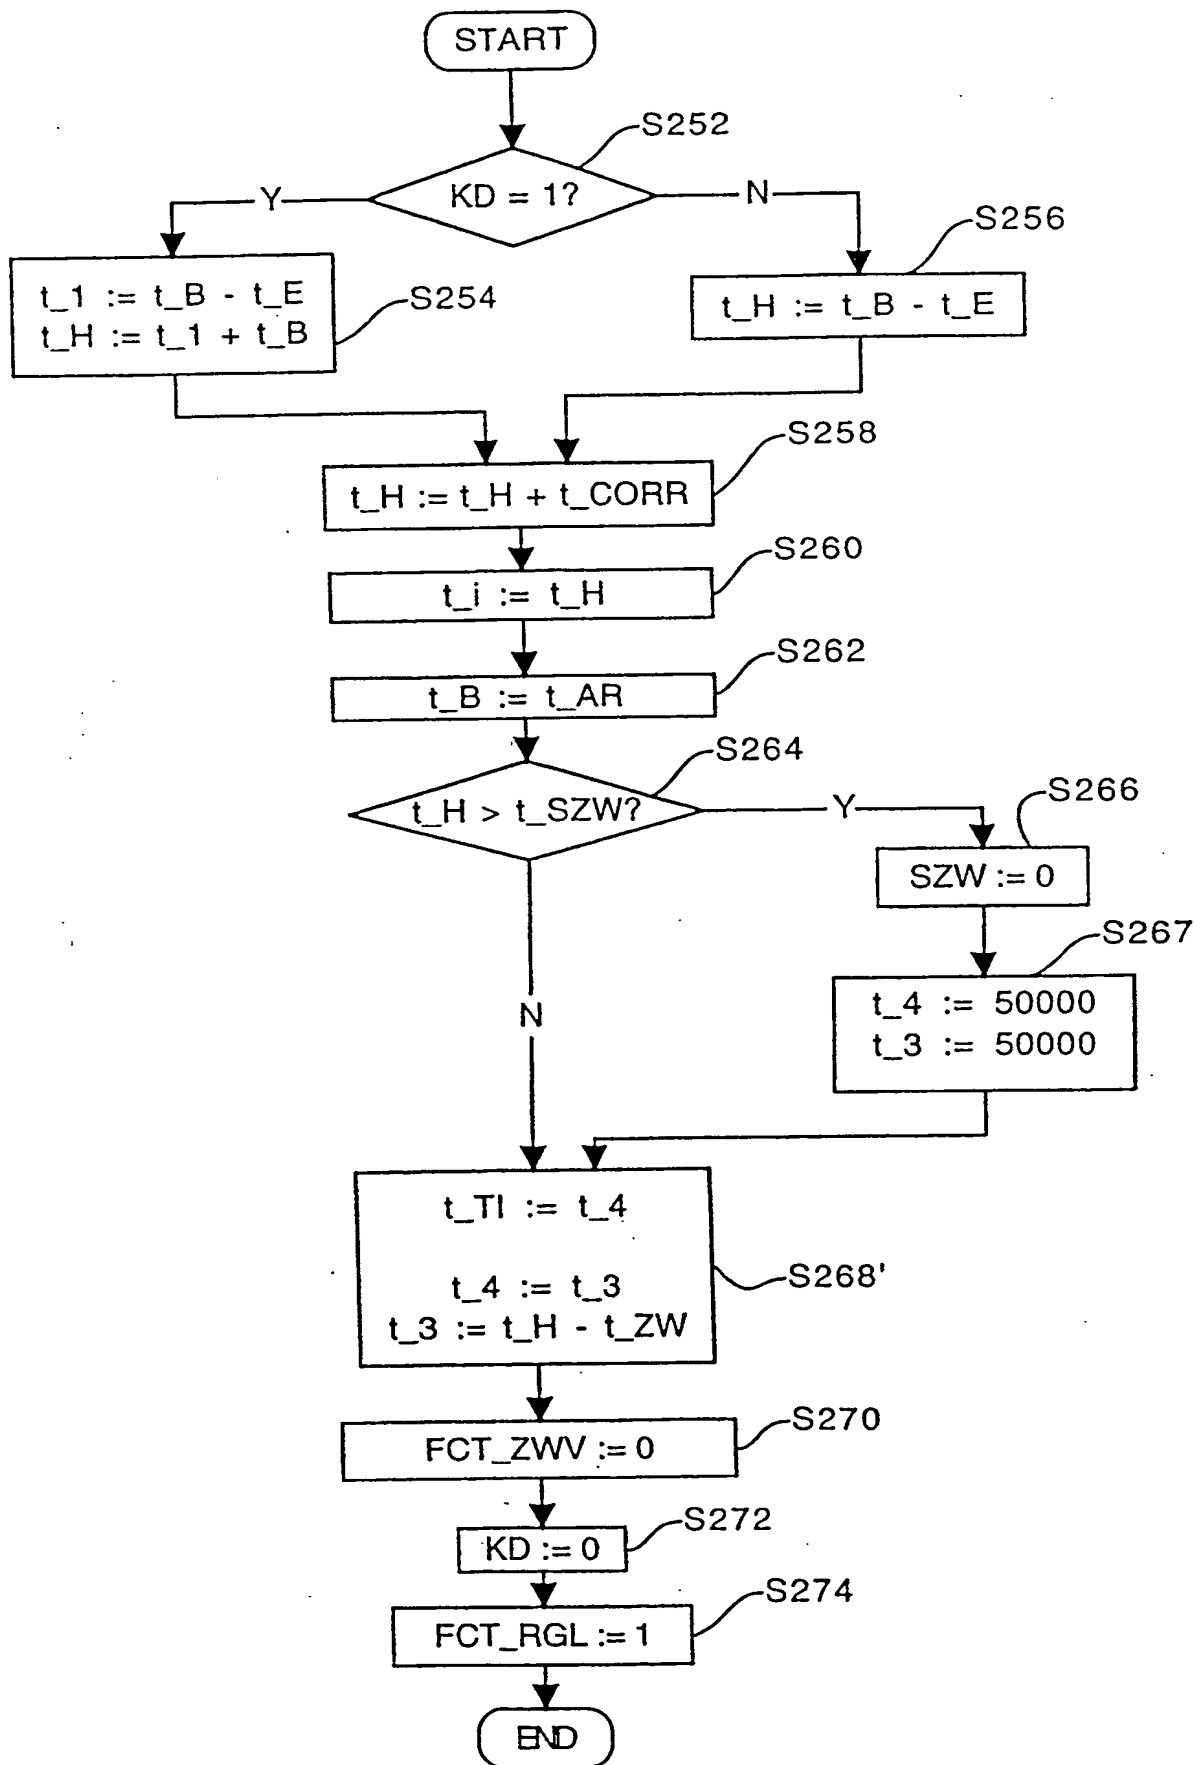 START
S252
KD = 1?
Y
N
S256
t_1 := t_B - t_E
t_H := t_1 + t_B
S254
t_H := t_B - t_E
S258
t_H := t_H + t_CORR
S260
t_i := t_H
S262
t_B := t_AR
S264
t_H > t_SZW?
Y
S266
SZW := 0
S267
t_4 := 50000
t_3 := 50000
N
t_TI := t_4
t_4 := t_3
t_3 := t_H - t_ZW
S268'
S270
FCT_ZWV := 0
S272
KD := 0
S274
FCT_RGL := 1
END